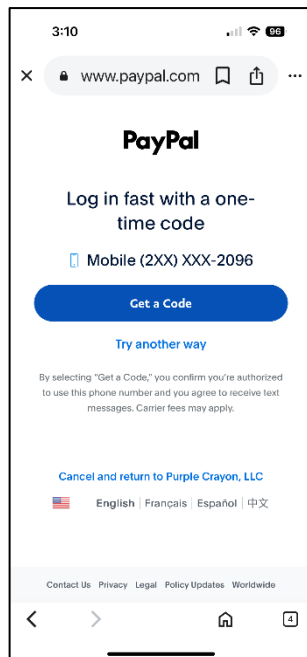 3:10
96
www.paypal.com
PayPal
Log in fast with a one-
time code
Mobile (2XX) XXX-2096
Get a Code
Try another way
By selecting "Get a Code," you confirm you're authorized
to use this phone number and you agree to receive text
messages. Carrier fees may apply.
Cancel and return to Purple Crayon, LLC
English | Français | Español | 中文
Contact Us Privacy Legal Policy Updates Worldwide
4